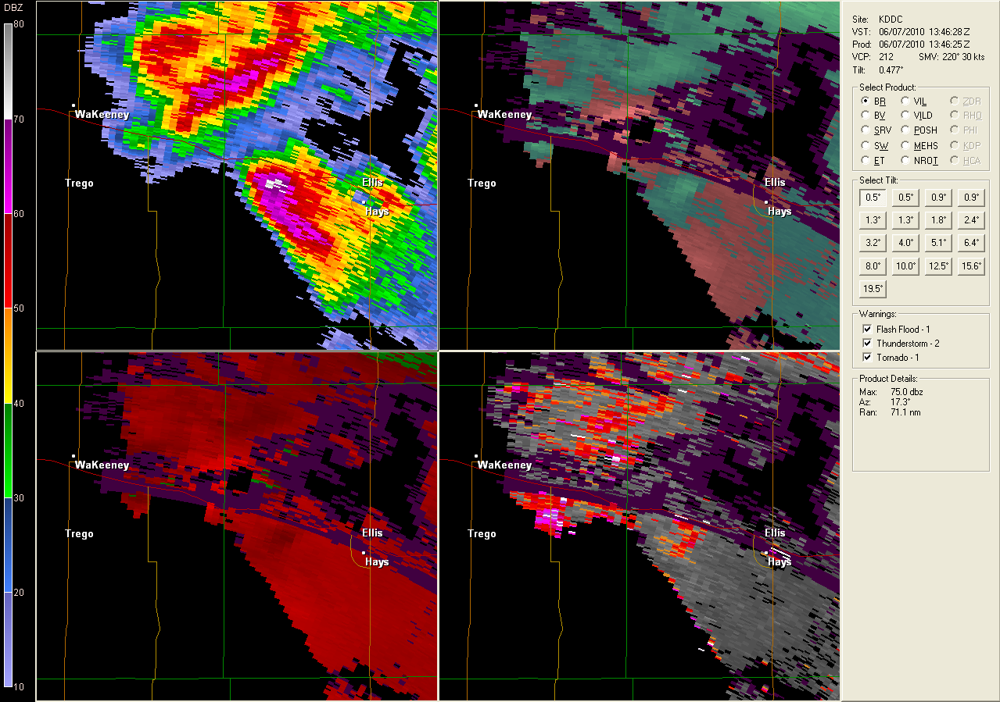 DBZ
80
70
60
50
40
30
20
10
WaKeeney
Trego
Ellis
Hays
WaKeeney
Trego
Ellis
Hays
WaKeeney
Trego
Ellis
Hays
WaKeeney
Trego
Ellis
Hays
Site: KDDC
VST: 06/07/2010 13:46:28 Z
Prod: 06/07/2010 13:46:25 Z
VCP: 212 SMV: 220° 30 kts
Tilt: 0.477°
Select Product:
BR VIL ZDR
BV VILD RHO
SRV POSH PHI
SW MEHS KDP
ET NROT HCA
Select Tilt:
0.5° 0.5° 0.9° 0.9°
1.3° 1.3° 1.8° 2.4°
3.2° 4.0° 5.1° 6.4°
8.0° 10.0° 12.5° 15.6°
19.5°
Warnings:
Flash Flood - 1
Thunderstorm - 2
Tornado - 1
Product Details:
Max: 75.0 dbz
Az: 17.3°
Ran: 71.1 nm